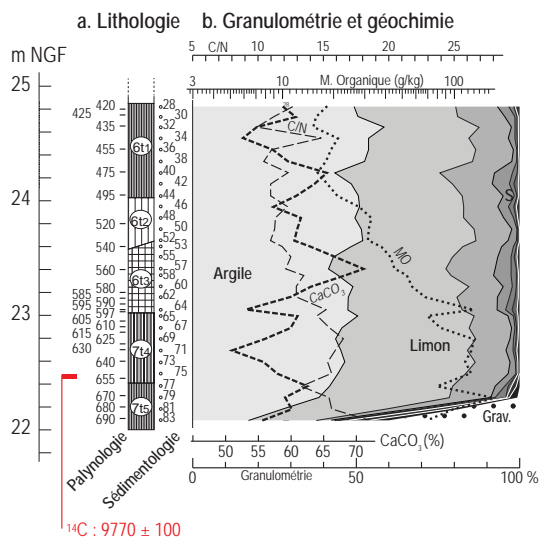 a. Lithologie b. Granulométrie et géochimie
m NGF
5 C/N 10 15 20 25
3 10 M. Organique (g/kg) 100
25
24
23
22
420
425
435
455
475
495
520
540
560
580
585
590
595
597
605
610
615
625
630
640
655
670
680
690
6t1
6t2
6t3
7t4
7t5
28
30
32
34
36
38
40
42
44
46
48
50
52
53
55
57
58
60
62
64
65
67
69
71
73
75
77
79
81
83
28
C/N
S
Argile
MO
CaCO3
Limon
Grav.
Palynologie
Sédimentologie
50 55 60 65 70 CaCO3(%)
Granulométrie
0 50 100 %
14C : 9770 ± 100